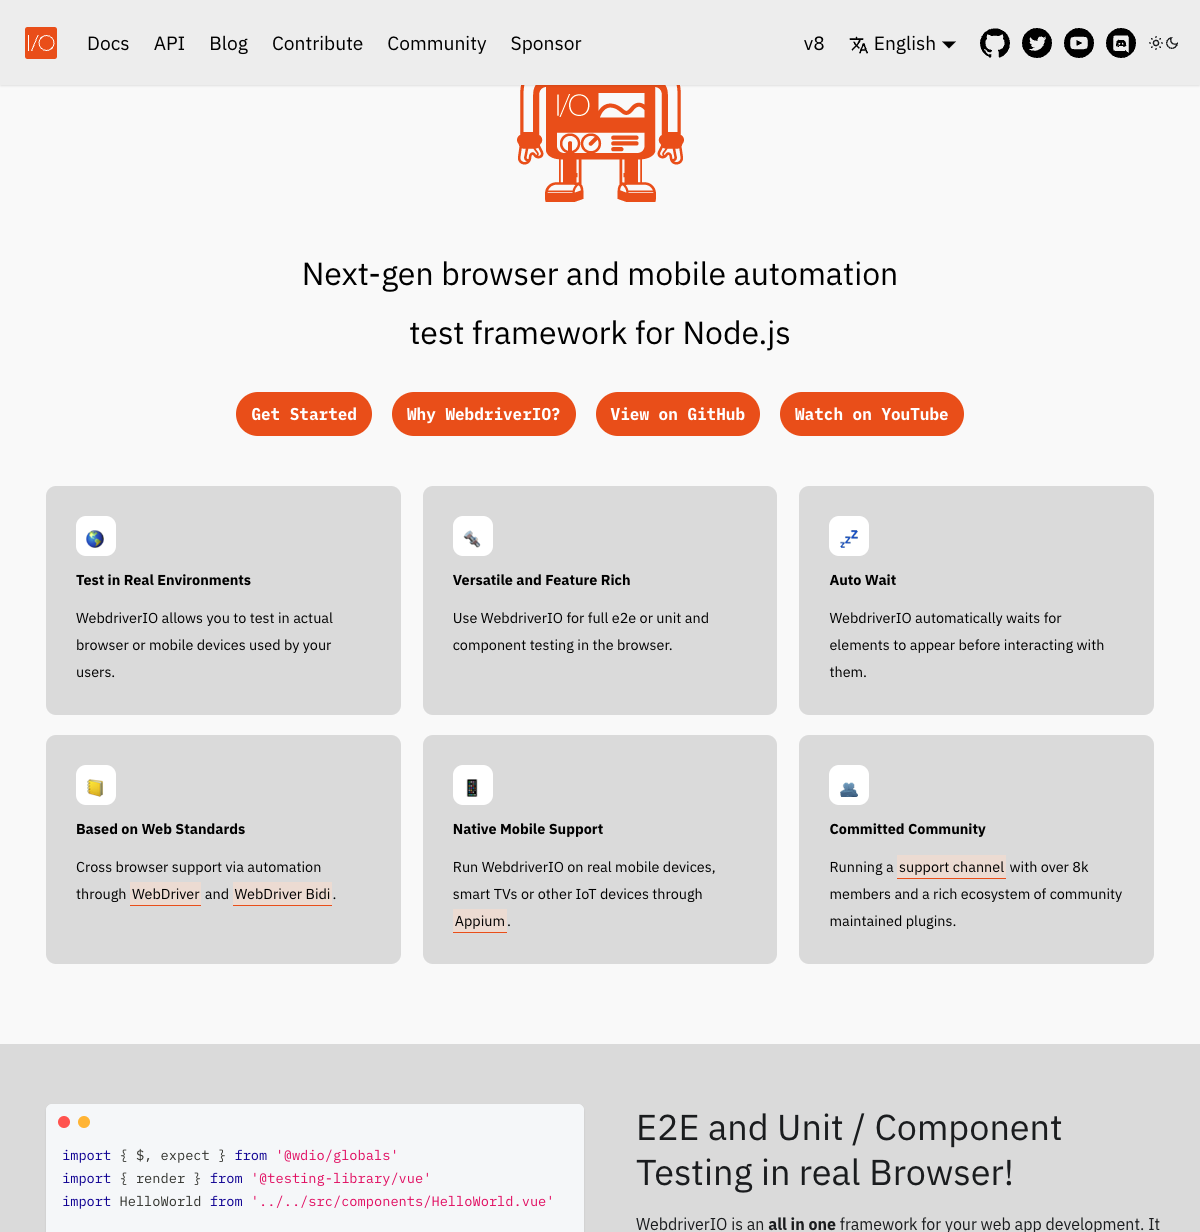 I/O Docs API Blog Contribute Community Sponsor v8 English
I/O
Next-gen browser and mobile automation
test framework for Node.js
Get Started Why WebdriverIO? View on GitHub Watch on YouTube
Test in Real Environments
WebdriverIO allows you to test in actual
browser or mobile devices used by your
users.
Versatile and Feature Rich
Use WebdriverIO for full e2e or unit and
component testing in the browser.
zzZ
Auto Wait
WebdriverIO automatically waits for
elements to appear before interacting with
them.
Based on Web Standards
Cross browser support via automation
through WebDriver and WebDriver Bidi.
Native Mobile Support
Run WebdriverIO on real mobile devices,
smart TVs or other IoT devices through
Appium.
Committed Community
Running a support channel with over 8k
members and a rich ecosystem of community
maintained plugins.
import { $, expect } from '@wdio/globals'
import { render } from '@testing-library/vue'
import HelloWorld from '../../src/components/HelloWorld.vue'
E2E and Unit / Component
Testing in real Browser!
WebdriverIO is an all in one framework for your web app development. It